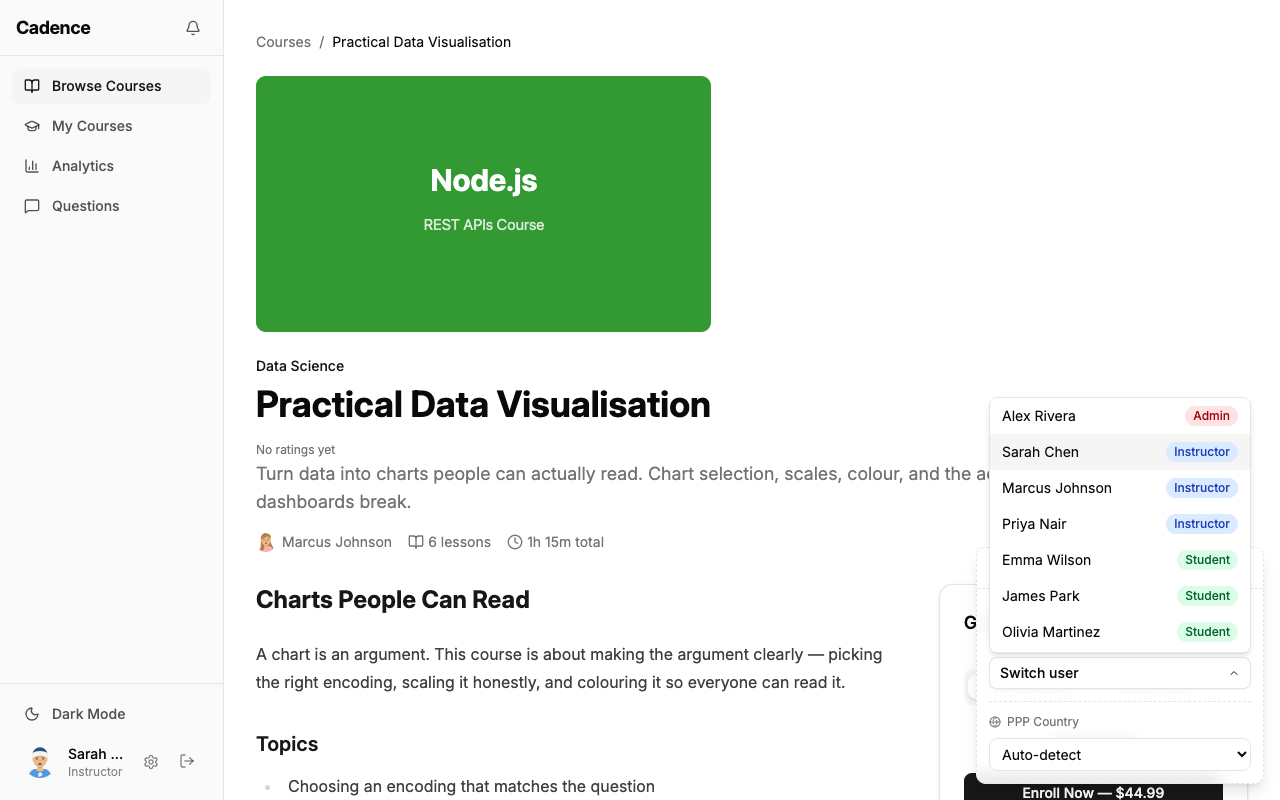 Cadence
Browse Courses
My Courses
Analytics
Questions
Dark Mode
Sarah ...
Instructor
Courses / Practical Data Visualisation
Node.js
REST APIs Course
Data Science
Practical Data Visualisation
No ratings yet
Turn data into charts people can actually read. Chart selection, scales, colour, and the
dashboards break.
Marcus Johnson
6 lessons
1h 15m total
Charts People Can Read
A chart is an argument. This course is about making the argument clearly — picking
the right encoding, scaling it honestly, and colouring it so everyone can read it.
Topics
Choosing an encoding that matches the question
Alex Rivera Admin
Sarah Chen Instructor
Marcus Johnson Instructor
Priya Nair Instructor
Emma Wilson Student
James Park Student
Olivia Martinez Student
Switch user
PPP Country
Auto-detect
Enroll Now — $44.99